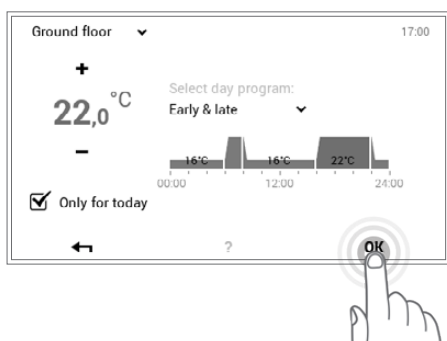 Ground floor
17:00
+
22,0 °C
−
Select day program:
Early & late
16°C 16°C 22°C
00:00 12:00 24:00
Only for today
? OK